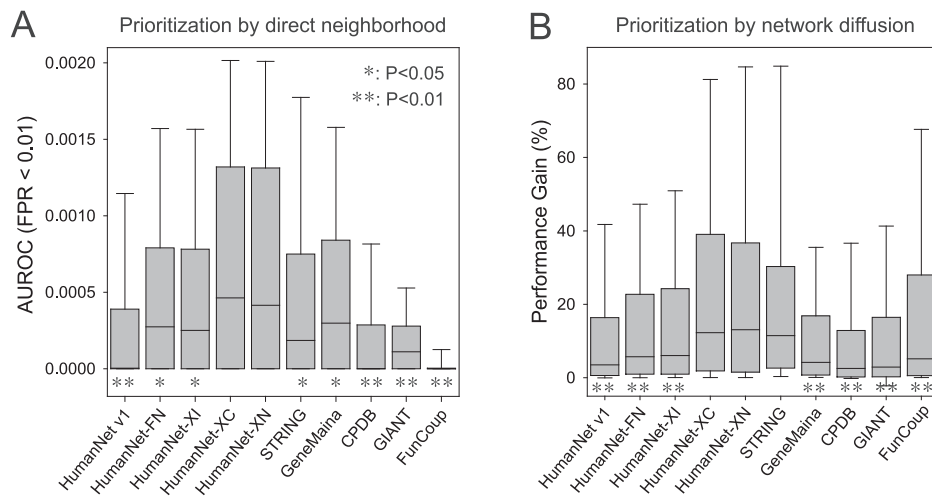 A
Prioritization by direct neighborhood
*: P<0.05
**: P<0.01
AUROC (FPR < 0.01)
0.0020
0.0015
0.0010
0.0005
0.0000
** * * * * ** ** **
HumanNet v1
HumanNet-FN
HumanNet-XI
HumanNet-XC
HumanNet-XN
STRING
GeneMaina
CPDB
GIANT
FunCoup
B
Prioritization by network diffusion
Performance Gain (%)
80
60
40
20
0
** ** ** ** ** ** **
HumanNet v1
HumanNet-FN
HumanNet-XI
HumanNet-XC
HumanNet-XN
STRING
GeneMaina
CPDB
GIANT
FunCoup